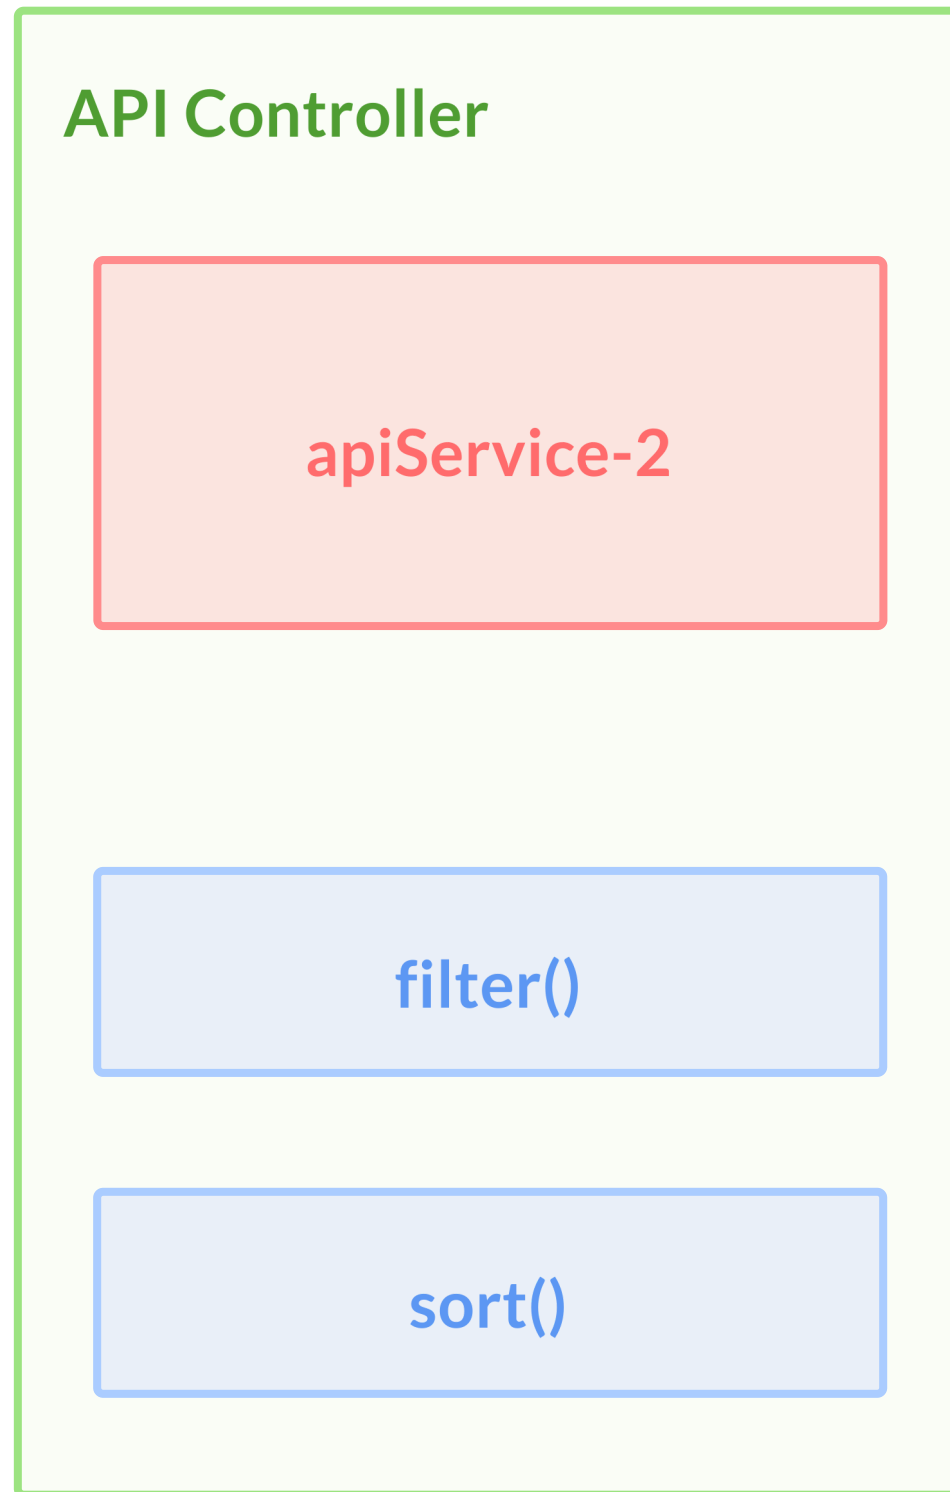 API Controller
apiService-2
filter()
sort()